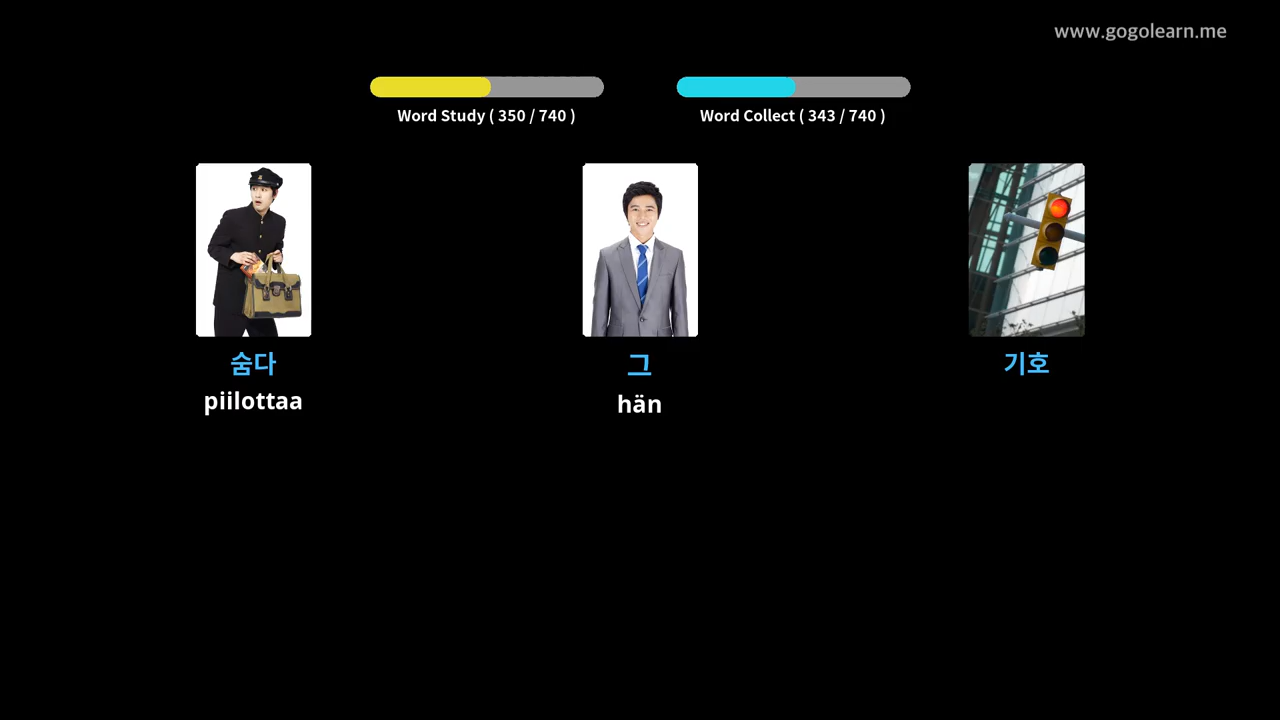 www.gogolearn.me
Word Study ( 350 / 740 )
Word Collect ( 343 / 740 )
숨다
piilottaa
그
hän
기호